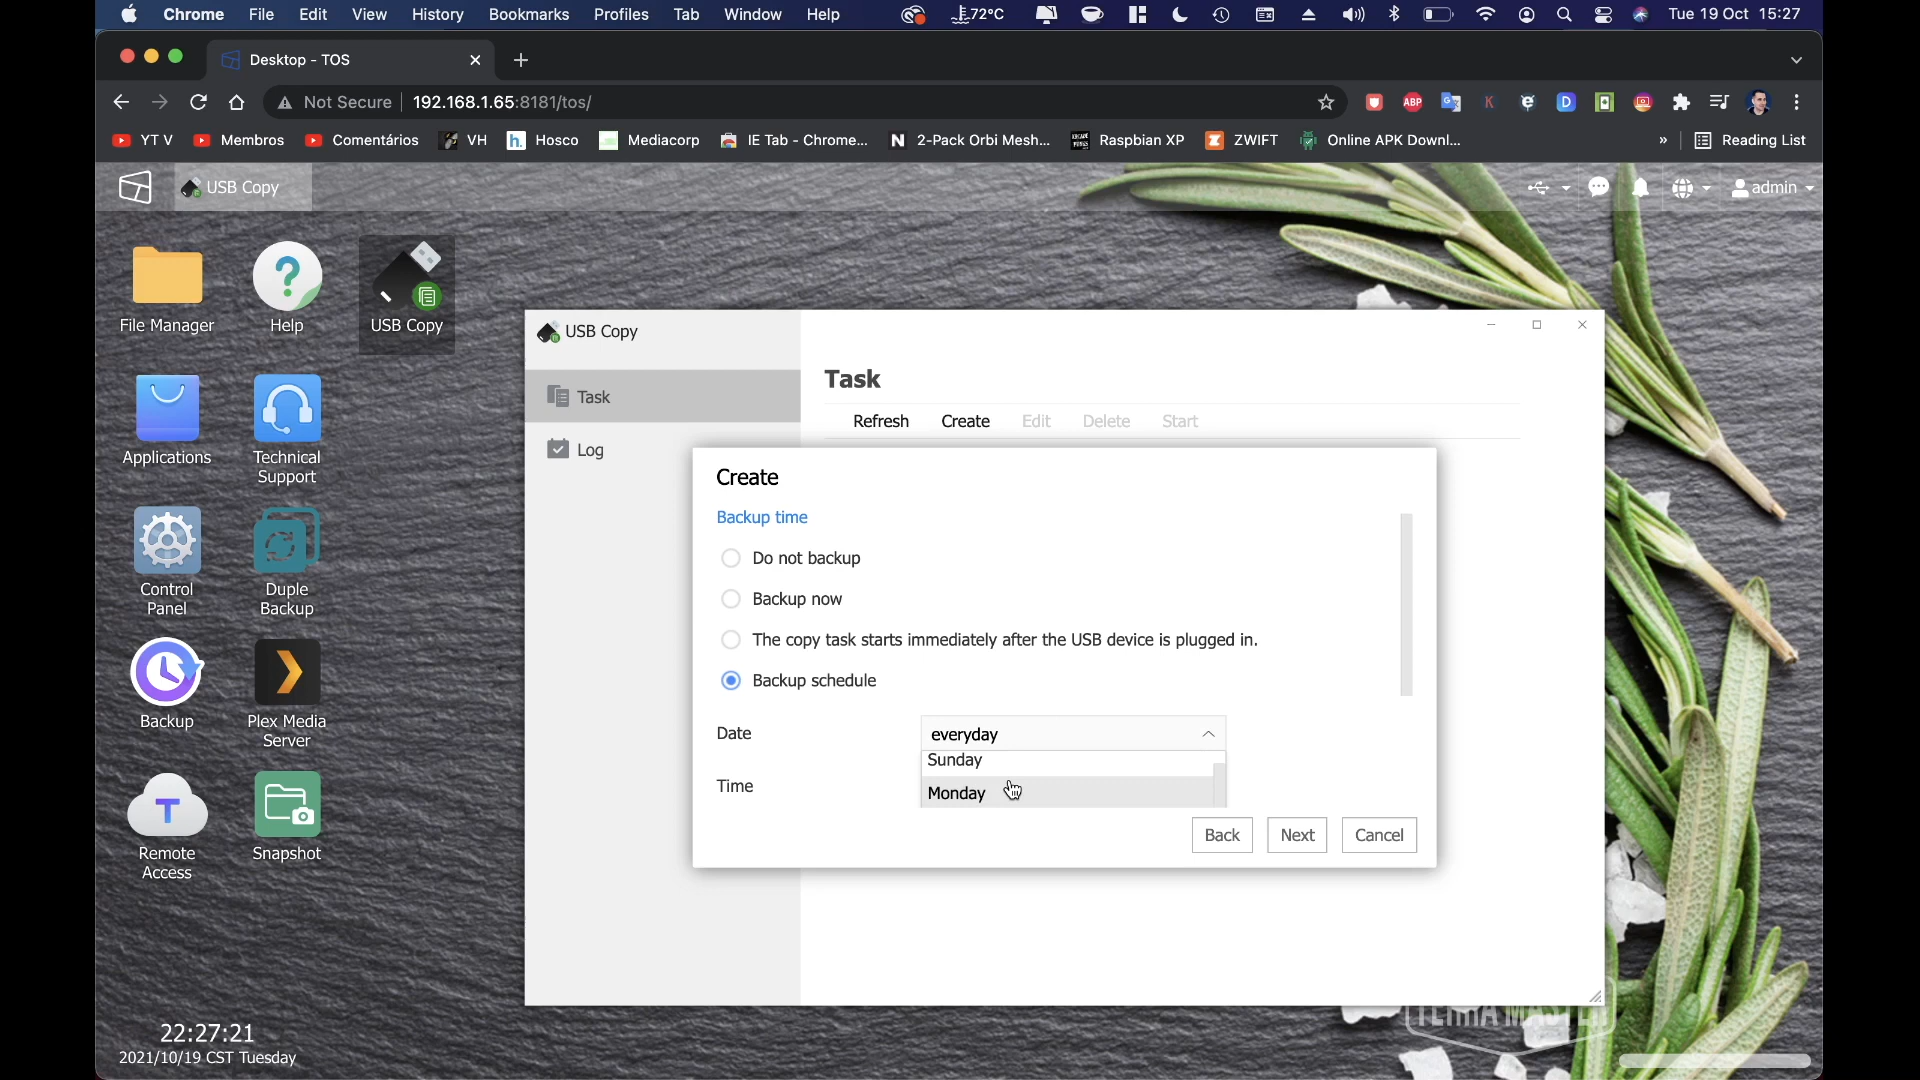 Chrome File Edit View History Bookmarks Profiles Tab Window Help 72°C Tue 19 Oct 15:27
Desktop - TOS
Not Secure 192.168.1.65:8181/tos/
YT V Membros Comentários VH Hosco Mediacorp IE Tab - Chrome... 2-Pack Orbi Mesh... Raspbian XP ZWIFT Online APK Downl... » Reading List
USB Copy admin
File Manager Help USB Copy
Applications Technical Support
Control Panel Duple Backup
Backup Plex Media Server
Remote Access Snapshot
USB Copy
Task
Log
Task
Refresh Create Edit Delete Start
Create
Backup time
Do not backup
Backup now
The copy task starts immediately after the USB device is plugged in.
Backup schedule
Date everyday
Sunday
Time
Monday
Back Next Cancel
22:27:21
2021/10/19 CST Tuesday